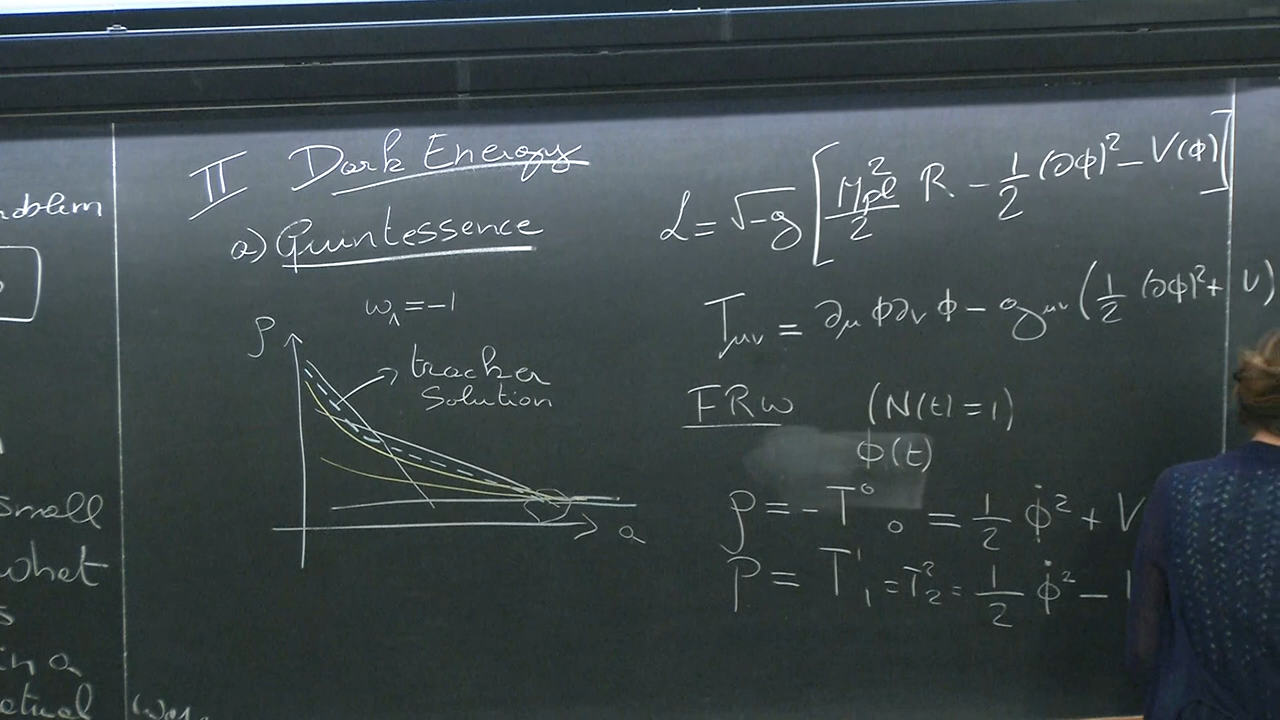 small
what
in a
II Dark Energy
a) Quintessence
ω_Λ = -1
ρ
tracker
solution
a
L = √-g [ M_pl^2 / 2 R - 1/2 (∂ϕ)^2 - V(ϕ) ]
T_μν = ∂_μ ϕ ∂_ν ϕ - g_μν ( 1/2 (∂ϕ)^2 + V )
FRW (N(t) = 1)
ϕ(t)
ρ = -T^0_0 = 1/2 ϕ̇^2 + V
P = T^1_1 = T^2_2 = 1/2 ϕ̇^2 -